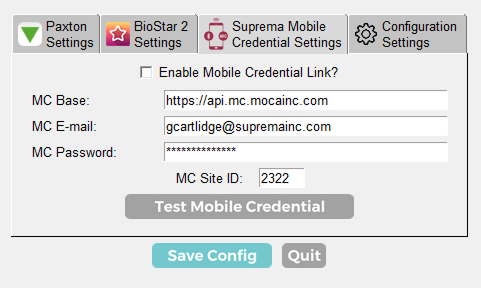 Paxton
Settings
BioStar 2
Settings
Suprema Mobile
Credential Settings
Configuration
Settings
Enable Mobile Credential Link?
MC Base: https://api.mc.mocainc.com
MC E-mail: gcartlidge@supremainc.com
MC Password: **************
MC Site ID: 2322
Test Mobile Credential
Save Config Quit